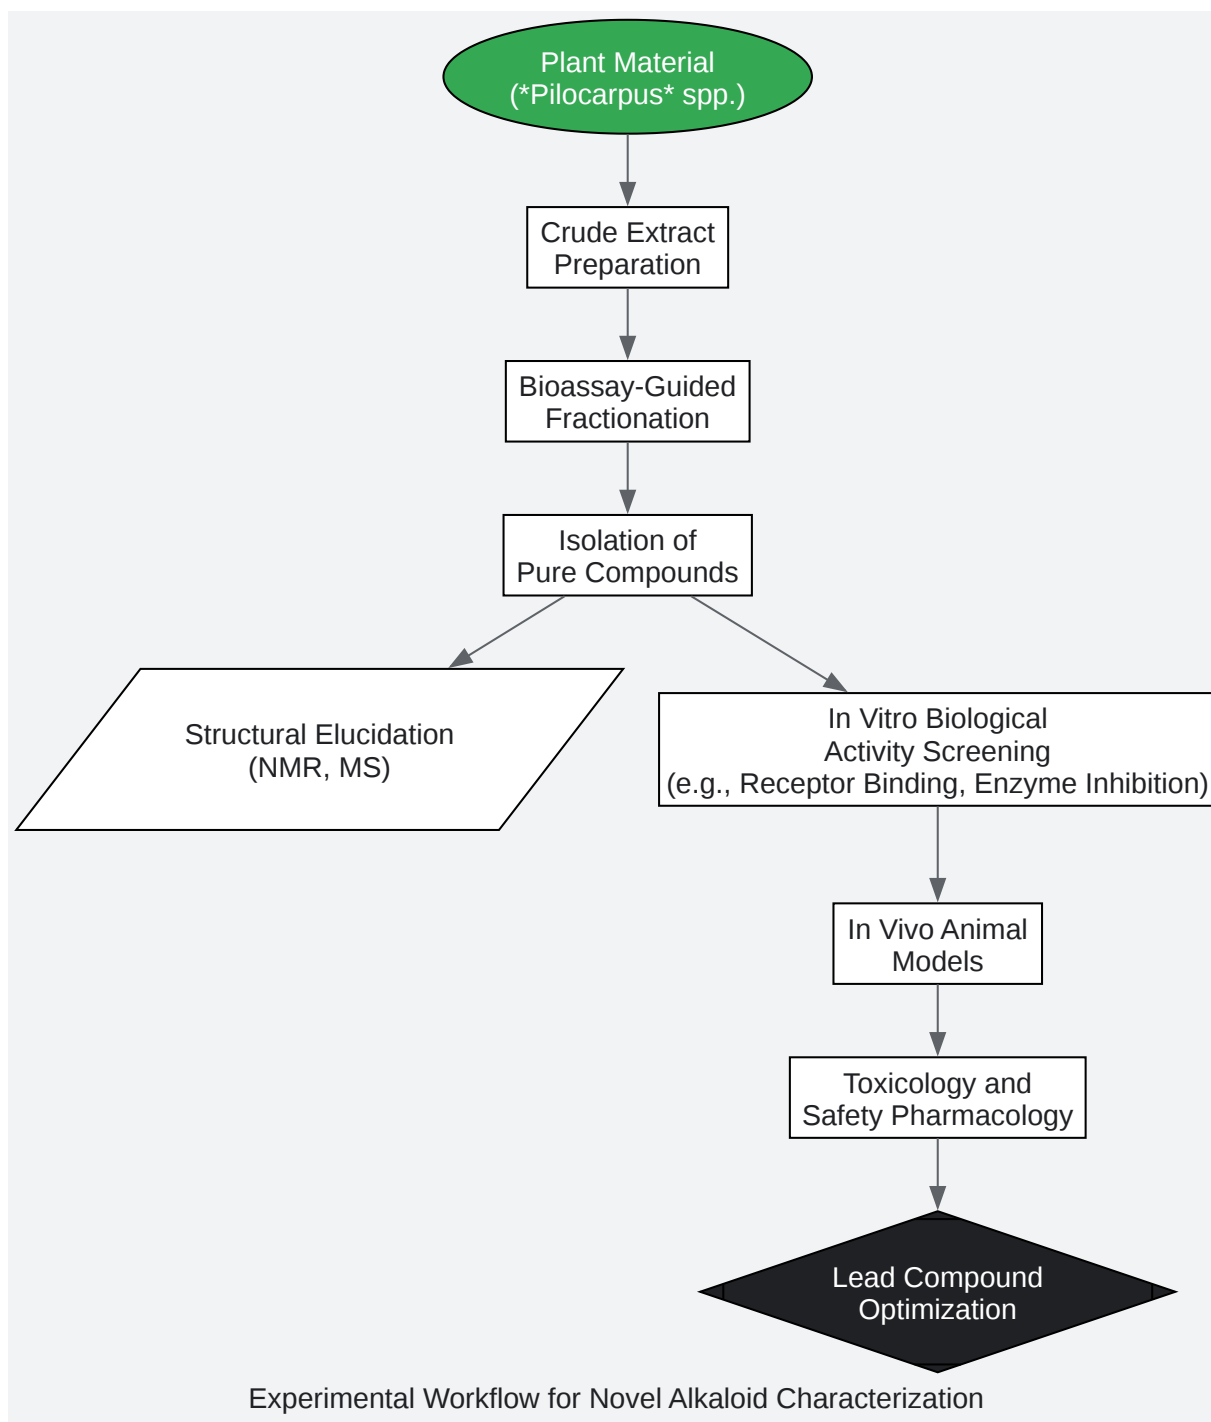 Plant Material
(*Pilocarpus* spp.)
Crude Extract
Preparation
Bioassay-Guided
Fractionation
Isolation of
Pure Compounds
Structural Elucidation
(NMR, MS)
In Vitro Biological
Activity Screening
(e.g., Receptor Binding, Enzyme Inhibition)
In Vivo Animal
Models
Toxicology and
Safety Pharmacology
Lead Compound
Optimization
Experimental Workflow for Novel Alkaloid Characterization